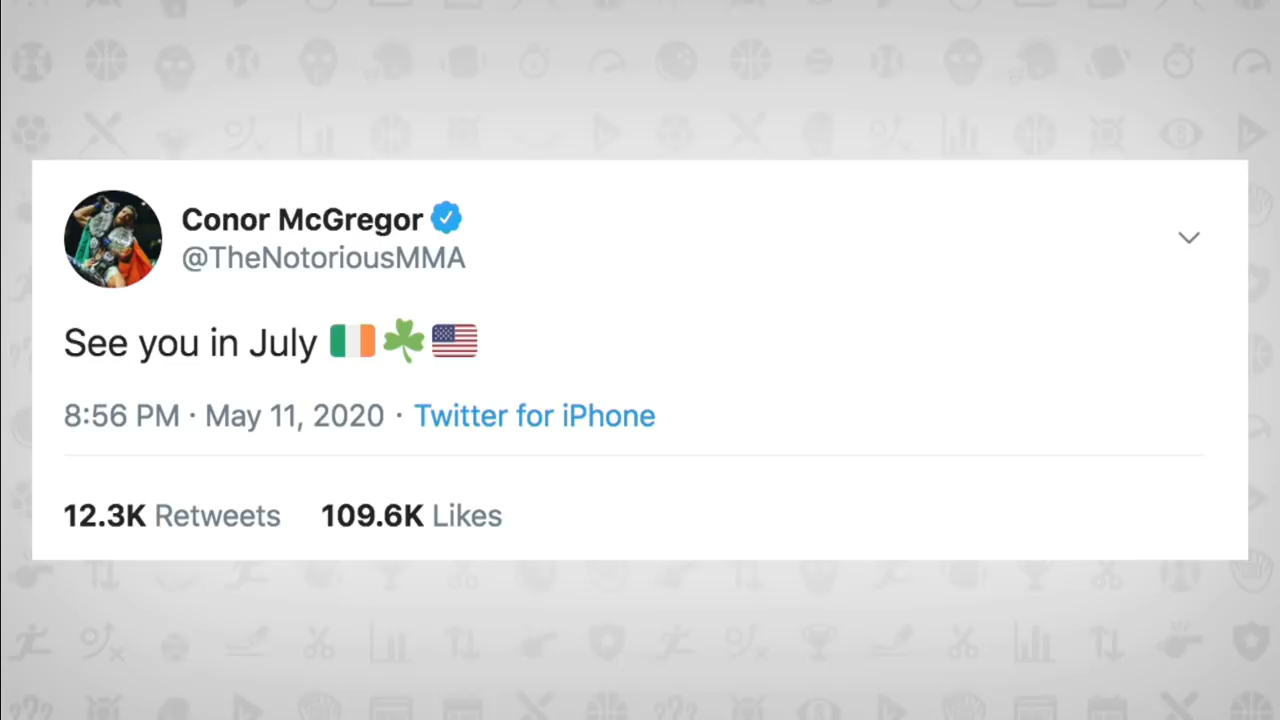 Conor McGregor
@TheNotoriousMMA
See you in July 🇮🇪☘️🇺🇸
8:56 PM · May 11, 2020 · Twitter for iPhone
12.3K Retweets 109.6K Likes